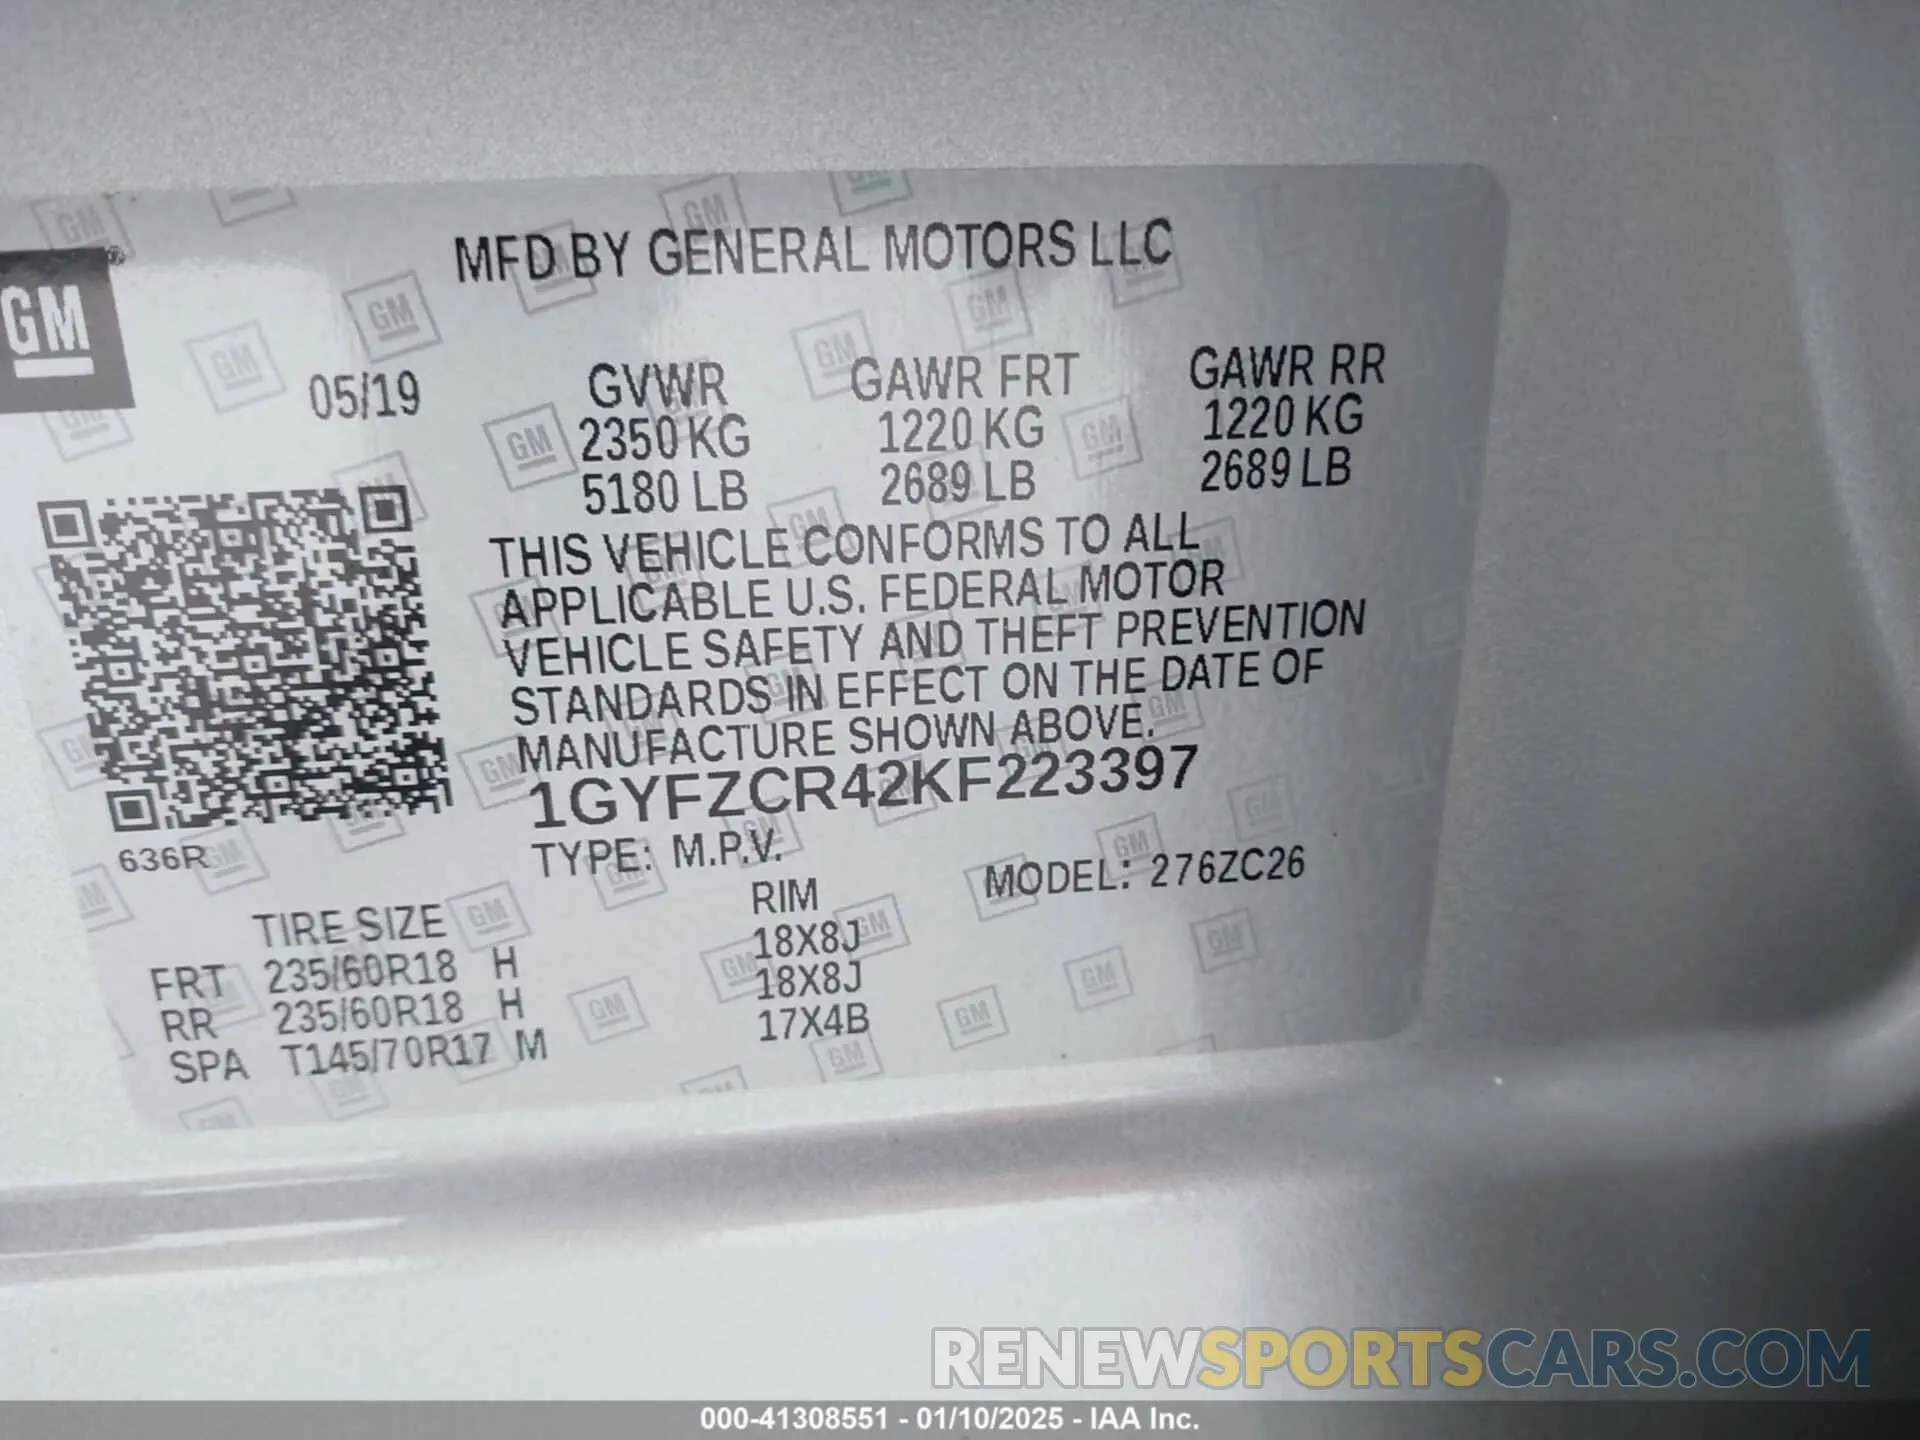 MFD BY GENERAL MOTORS LLC
GM ®
05/19 GVWR GAWR FRT GAWR RR
2350 KG 1220 KG 1220 KG
5180 LB 2689 LB 2689 LB
THIS VEHICLE CONFORMS TO ALL
APPLICABLE U.S. FEDERAL MOTOR
VEHICLE SAFETY AND THEFT PREVENTION
STANDARDS IN EFFECT ON THE DATE OF
MANUFACTURE SHOWN ABOVE.
1GYFZCR42KF223397
636R
TYPE: M.P.V. MODEL: 276ZC26
TIRE SIZE RIM
FRT 235/60R18 H 18X8J
RR 235/60R18 H 18X8J
SPA T145/70R17 M 17X4B
RENEWSPORTSCARS.COM
000-41308551 - 01/10/2025 - IAA Inc.